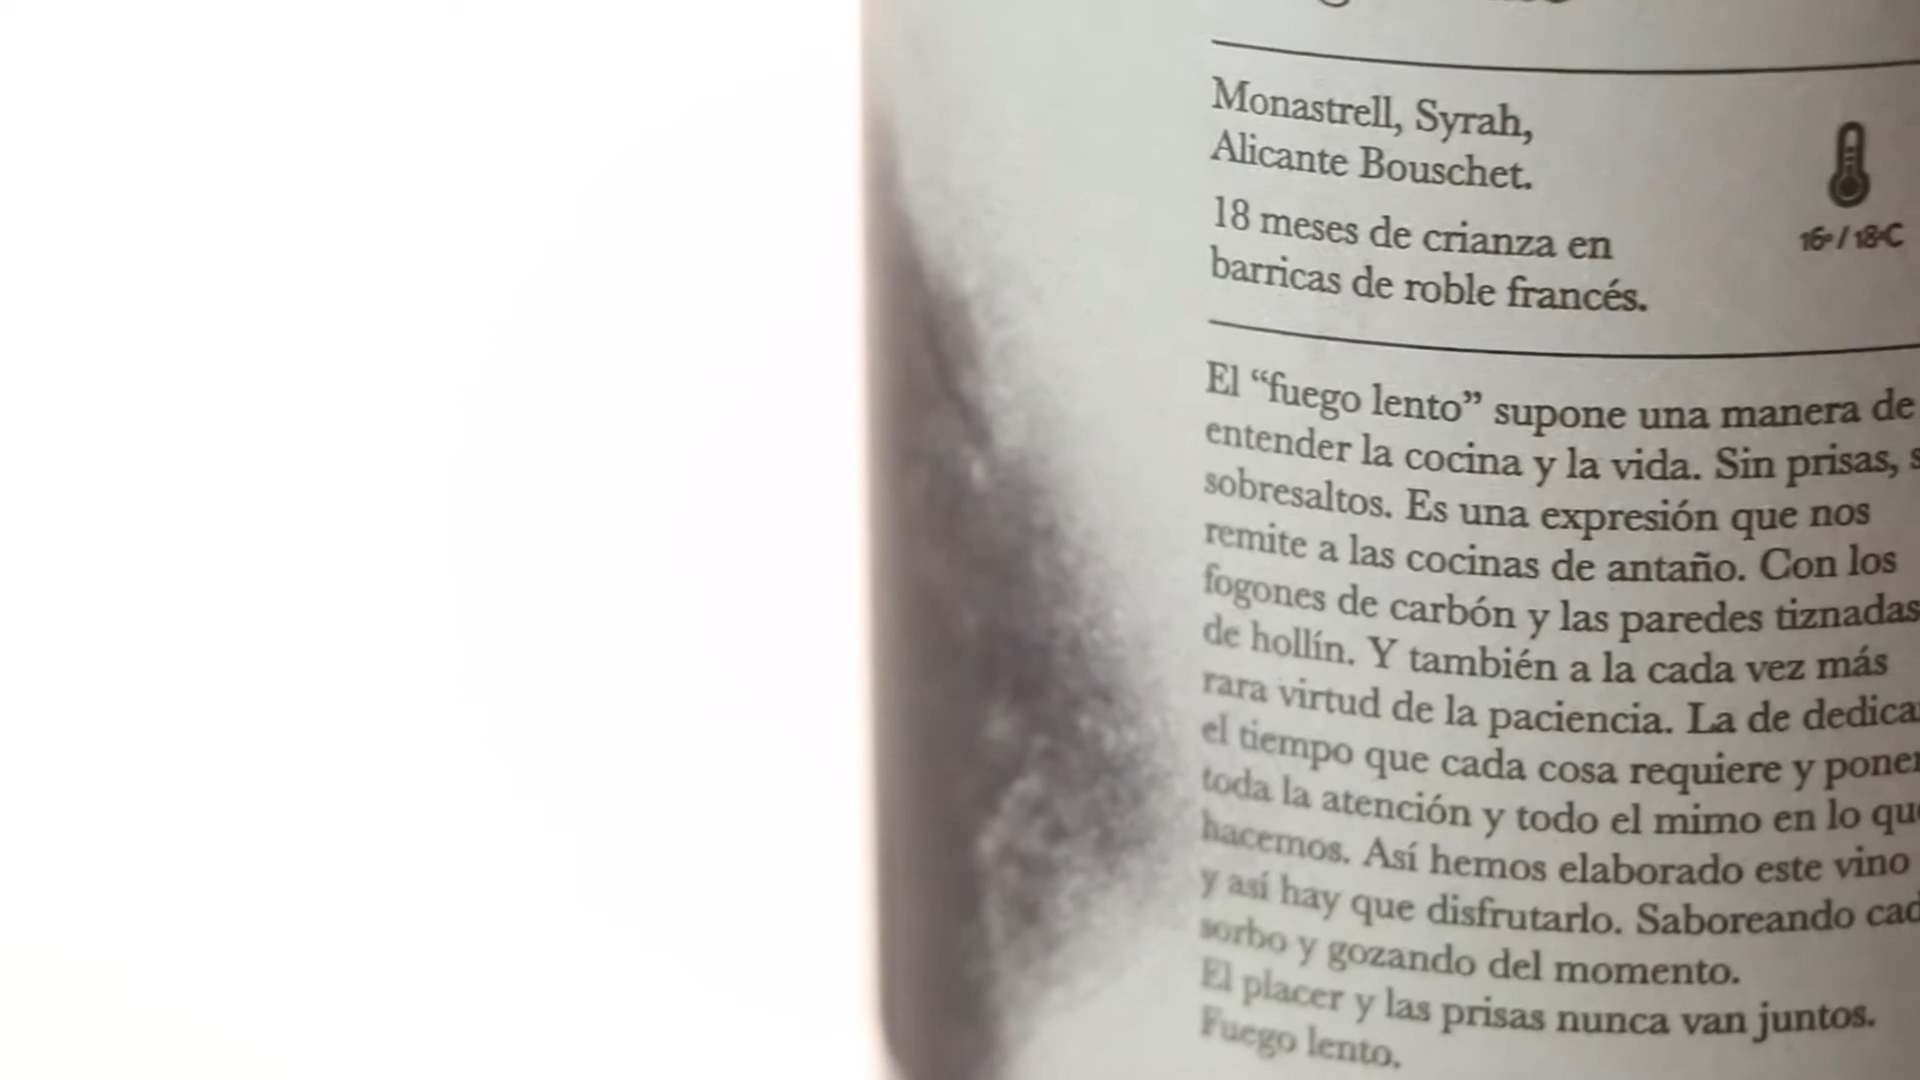 Monastrell, Syrah,
Alicante Bouschet.
18 meses de crianza en
barricas de roble francés.
16º/18ºC
El “fuego lento” supone una manera de
entender la cocina y la vida. Sin prisas,
sobresaltos. Es una expresión que nos
remite a las cocinas de antaño. Con los
fogones de carbón y las paredes tiznadas
de hollín. Y también a la cada vez más
rara virtud de la paciencia. La de
el tiempo que cada cosa requiere y poner
toda la atención y todo el mimo en lo
hacemos. Así hemos elaborado este vino
y así hay que disfrutarlo. Saboreando
sorbo y gozando del momento.
El placer y las prisas nunca van juntos.
Fuego lento.